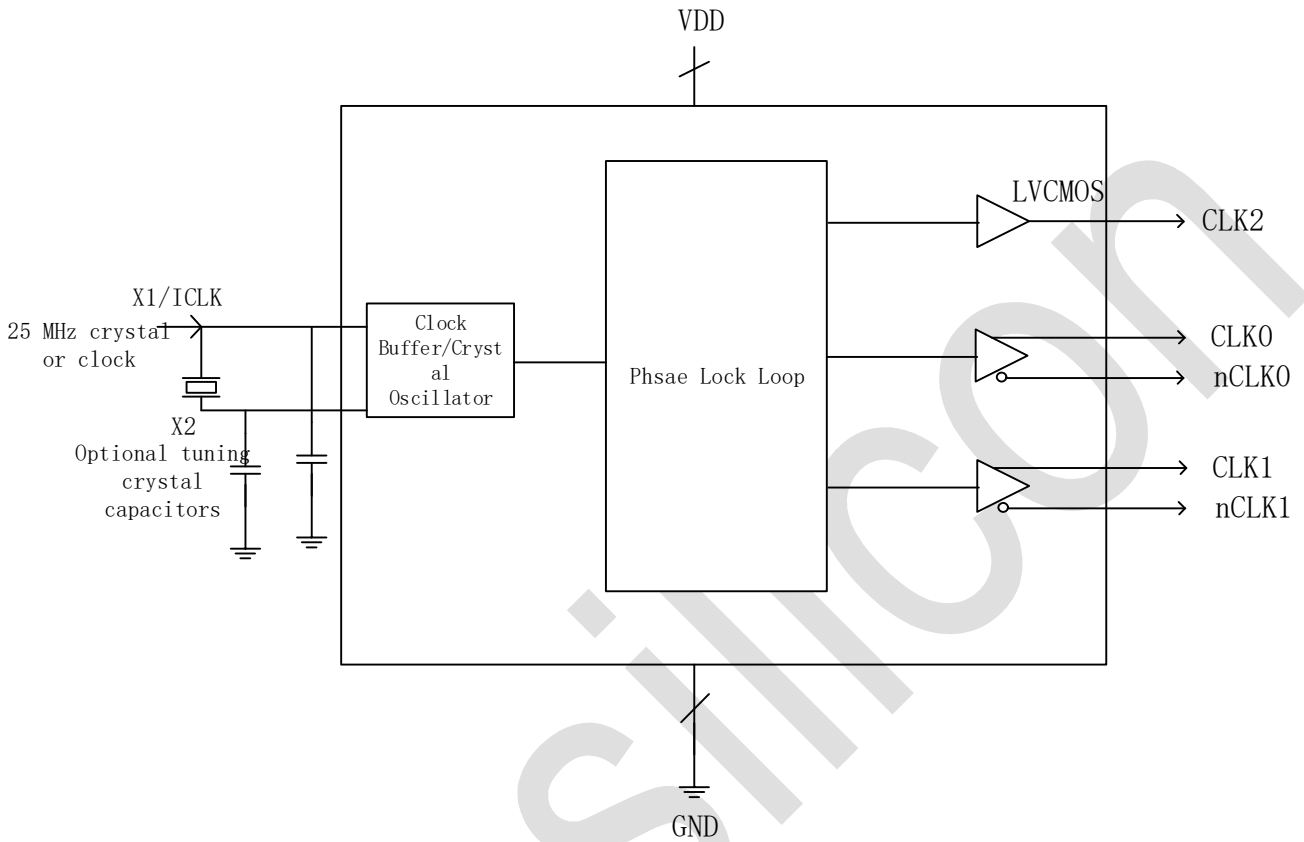 VDD
LVCMOS
CLK2
X1/ICLK
25 MHz crystal
or clock
Clock
Buffer/Cryst
al
Oscillator
Phsae Lock Loop
CLK0
nCLK0
X2
Optional tuning
crystal
capacitors
CLK1
nCLK1
GND
silicon